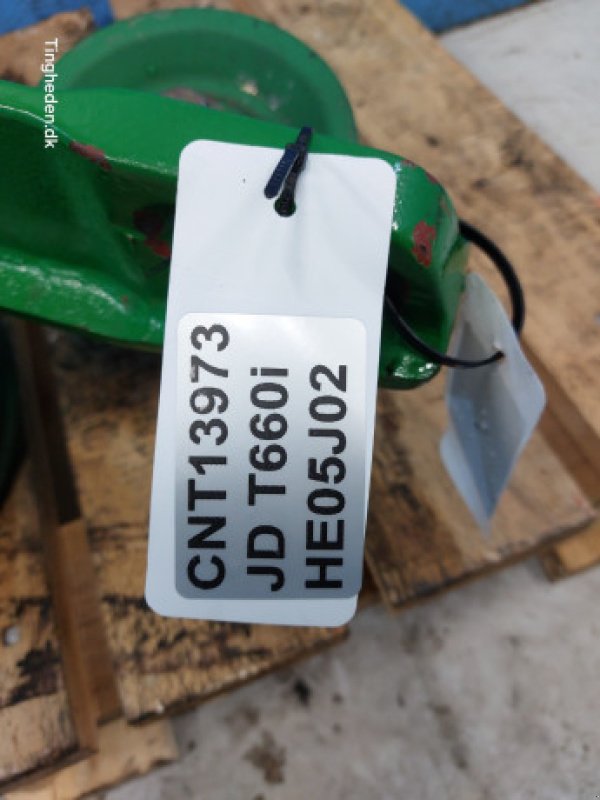 Tingheden.dk
CNT13973
JD T660i
HE05J02